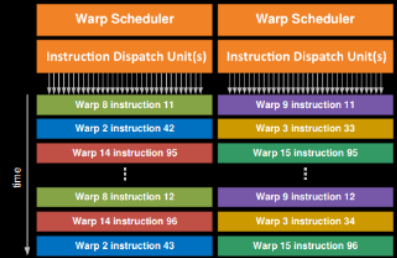 Warp Scheduler
Instruction Dispatch Unit(s)
Warp 8 instruction 11
Warp 2 instruction 42
Warp 14 instruction 95
Warp 8 instruction 12
Warp 14 instruction 96
Warp 2 instruction 43
Warp Scheduler
Instruction Dispatch Unit(s)
Warp 9 instruction 11
Warp 3 instruction 33
Warp 15 instruction 95
Warp 9 instruction 12
Warp 3 instruction 34
Warp 15 instruction 96
time